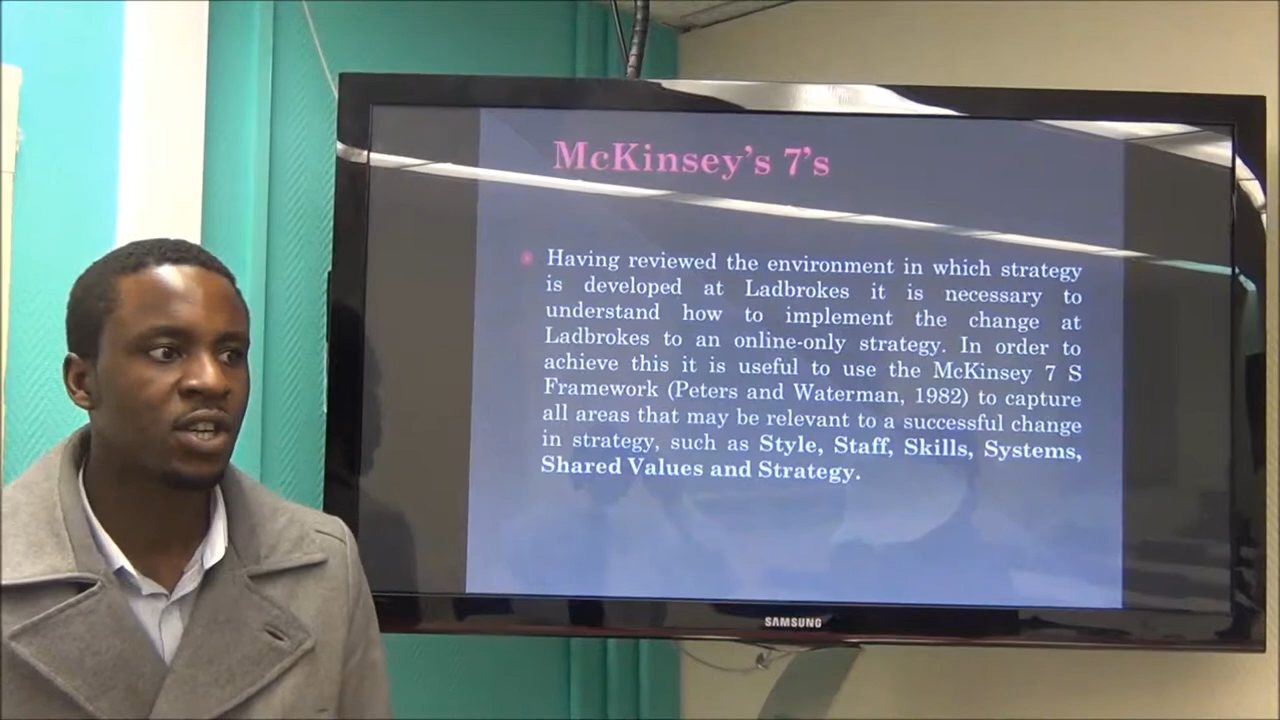 McKinsey's 7's
Having reviewed the environment in which strategy
is developed at Ladbrokes it is necessary to
understand how to implement the change at
Ladbrokes to an online-only strategy. In order to
achieve this it is useful to use the McKinsey 7 S
Framework (Peters and Waterman, 1982) to capture
all areas that may be relevant to a successful change
in strategy, such as Style, Staff, Skills, Systems,
Shared Values and Strategy.
SAMSUNG